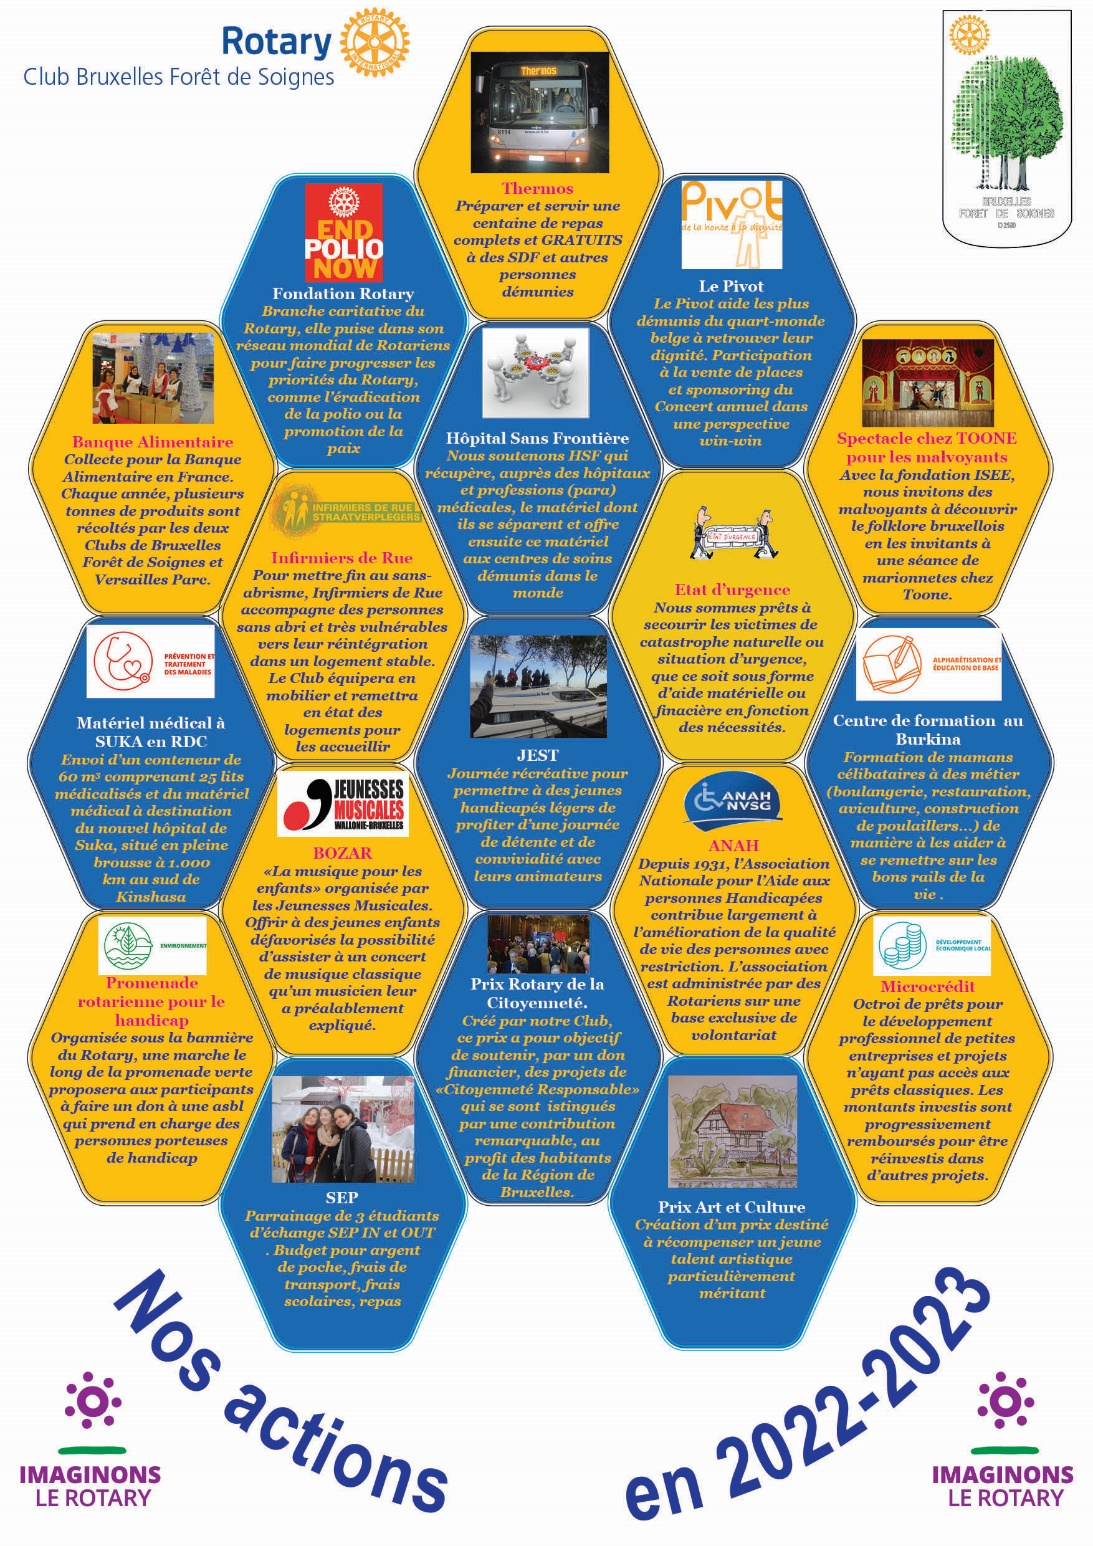 Rotary
Club Bruxelles Forêt de Soignes
ROTARY
INTERNATIONAL
BRUXELLES
FORET DE SOIGNES
Thermos
Thermos
Préparer et servir une
centaine de repas
complets et GRATUITS
à des SDF et autres
personnes
démunies
END
POLIO
NOW
Fondation Rotary
Branche caritative du
Rotary, elle puise dans son
réseau mondial de Rotariens
pour faire progresser les
priorités du Rotary,
comme l'éradication
de la polio ou la
promotion de la
paix
Pivot
de la honte à la dignité
Le Pivot
Le Pivot aide les plus
démunis du quart-monde
belge à retrouver leur
dignité. Participation
à la vente de places
et sponsoring du
Concert annuel dans
une perspective
win-win
Banque Alimentaire
Collecte pour la Banque
Alimentaire en France.
Chaque année, plusieurs
tonnes de produits sont
récoltés par les deux
Clubs de Bruxelles
Forêt de Soignes et
Versailles Parc.
Hôpital Sans Frontière
Nous soutenons HSF qui
récupère, auprès des hôpitaux
et professions (para)
médicales, le matériel dont
ils se séparent et offre
ensuite ce matériel
aux centres de soins
démunis dans le
monde
Spectacle chez TOONE
pour les malvoyants
Avec la fondation ISEE,
nous invitons des
malvoyants à découvrir
le folklore bruxellois
en les invitants à
une séance de
marionnetes chez
Toone.
INFIRMIERS DE RUE
STRAATVERPLEGERS
Infirmiers de Rue
Pour mettre fin au sans-
abrisme, Infirmiers de Rue
accompagne des personnes
sans abri et très vulnérables
vers leur réintégration
dans un logement stable.
Le Club équipera en
mobilier et remettra
en état des
logements pour
les accueillir
ETAT D'URGENCE
Etat d'urgence
Nous sommes prêts à
secourir les victimes de
catastrophe naturelle ou
situation d'urgence,
que ce soit sous forme
d'aide matérielle ou
finacière en fonction
des nécessités.
PRÉVENTION ET
TRAITEMENT
DES MALADIES
Matériel médical à
SUKA en RDC
Envoi d'un conteneur de
60 m³ comprenant 25 lits
médicalisés et du matériel
médical à destination
du nouvel hôpital de
Suka, situé en pleine
brousse à 1.000
km au sud de
Kinshasa
JEST
Journée récréative pour
permettre à des jeunes
handicapés légers de
profiter d'une journée
de détente et de
convivialité avec
leurs animateurs
ALPHABÉTISATION ET
ÉDUCATION DE BASE
Centre de formation au
Burkina
Formation de mamans
célibataires à des métier
(boulangerie, restauration,
aviculture, construction
de poulaillers...) de
manière à les aider à
se remettre sur les
bons rails de la
vie .
JEUNESSES
MUSICALES
WALLONIE-BRUXELLES
BOZAR
«La musique pour les
enfants» organisée par
les Jeunesses Musicales.
Offrir à des jeunes enfants
défavorisés la possibilité
d'assister à un concert
de musique classique
qu'un musicien leur
a préalablement
expliqué.
ANAH
NVSG
ANAH
Depuis 1931, l'Association
Nationale pour l'Aide aux
personnes Handicapées
contribue largement à
l'amélioration de la qualité
de vie des personnes avec
restriction. L'association
est administrée par des
Rotariens sur une
base exclusive de
volontariat
ENVIRONNEMENT
Promenade
rotarienne pour le
handicap
Organisée sous la bannière
du Rotary, une marche le
long de la promenade verte
proposera aux participants
à faire un don à une asbl
qui prend en charge des
personnes porteuses
de handicap
Prix Rotary de la
Citoyenneté.
Créé par notre Club,
ce prix a pour objectif
de soutenir, par un don
financier, des projets de
«Citoyenneté Responsable»
qui se sont istingués
par une contribution
remarquable, au
profit des habitants
de la Région de
Bruxelles.
DÉVELOPPEMENT
ÉCONOMIQUE LOCAL
Microcrédit
Octroi de prêts pour
le développement
professionnel de petites
entreprises et projets
n'ayant pas accès aux
prêts classiques. Les
montants investis sont
progressivement
remboursés pour être
réinvestis dans
d'autres projets.
SEP
Parrainage de 3 étudiants
d'échange SEP IN et OUT
. Budget pour argent
de poche, frais de
transport, frais
scolaires, repas
Prix Art et Culture
Création d'un prix destiné
à récompenser un jeune
talent artistique
particulièrement
méritant
Nos actions
en 2022-2023
IMAGINONS
LE ROTARY
IMAGINONS
LE ROTARY